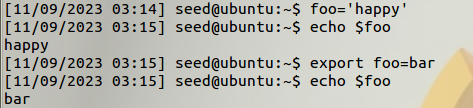 [11/09/2023 03:14] seed@ubuntu:~$ foo='happy'
[11/09/2023 03:15] seed@ubuntu:~$ echo $foo
happy
[11/09/2023 03:15] seed@ubuntu:~$ export foo=bar
[11/09/2023 03:15] seed@ubuntu:~$ echo $foo
bar